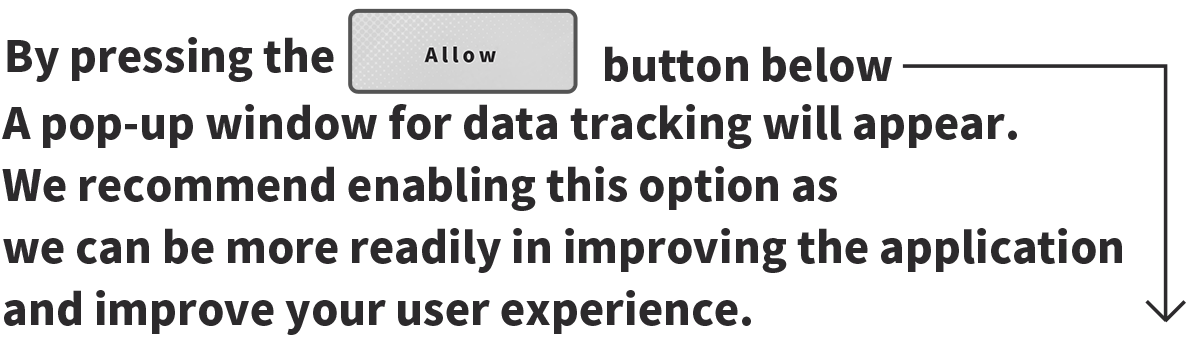 By pressing the Allow button below
A pop-up window for data tracking will appear.
We recommend enabling this option as
we can be more readily in improving the application
and improve your user experience.